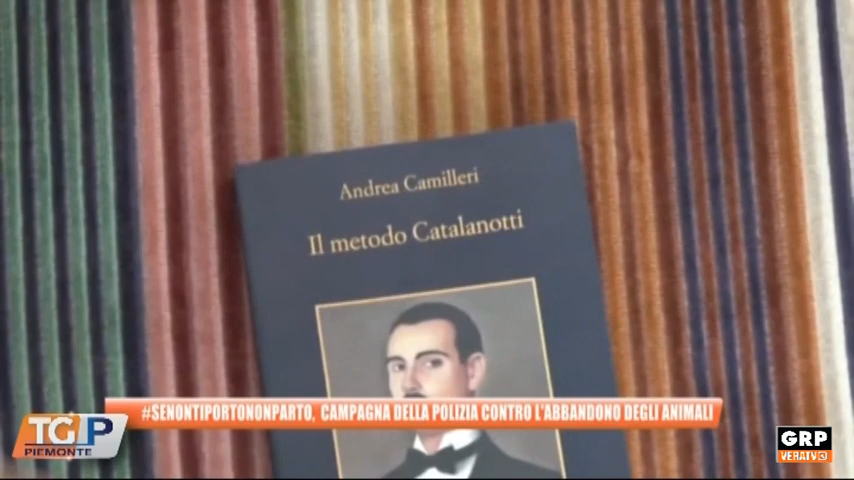 Andrea Camilleri
Il metodo Catalanotti
#SENONTIPORTONONPARTO, CAMPAGNA DELLA POLIZIA CONTRO L'ABBANDONO DEGLI ANIMALI
TGP
PIEMONTE
GRP
VERATV